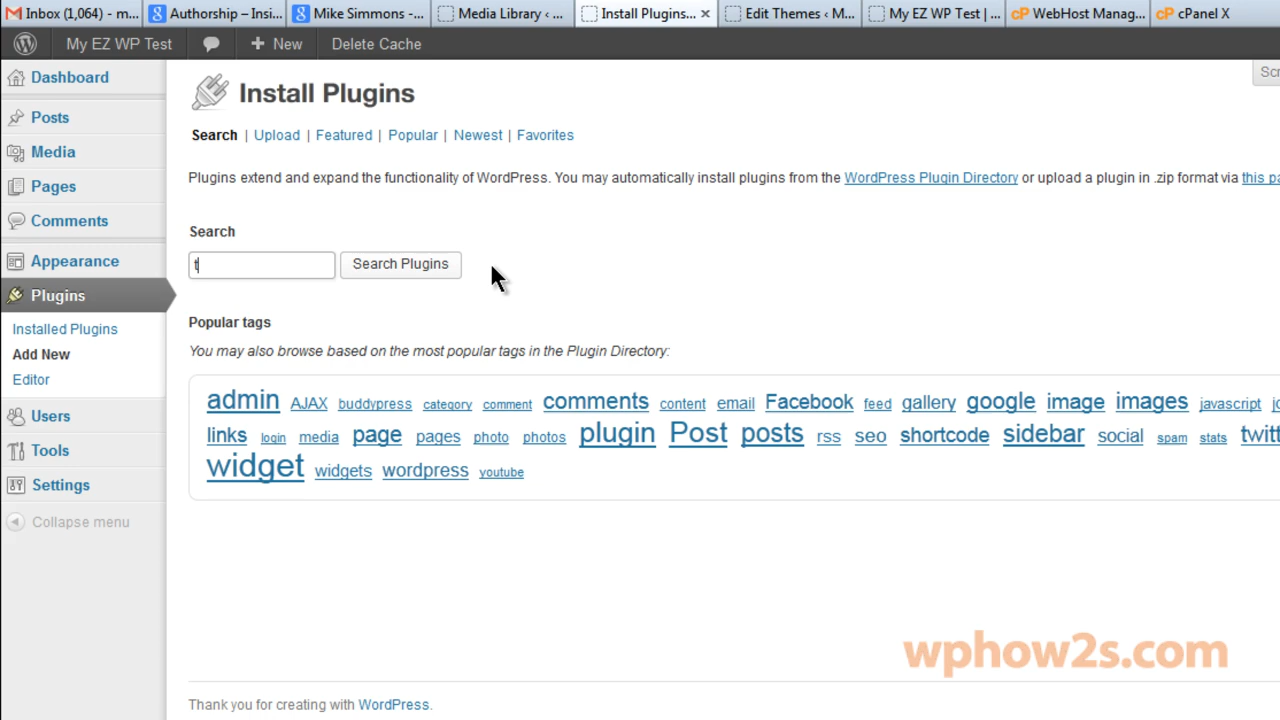 Inbox (1,064) - m...
Authorship – Insi...
Mike Simmons -...
Media Library ‹ ...
Install Plugins...
Edit Themes ‹ M...
My EZ WP Test | ...
cP WebHost Manag...
cP cPanel X
My EZ WP Test
+ New
Delete Cache
Dashboard
Posts
Media
Pages
Comments
Appearance
Plugins
Installed Plugins
Add New
Editor
Users
Tools
Settings
Collapse menu
Scr
Install Plugins
Search | Upload | Featured | Popular | Newest | Favorites
Plugins extend and expand the functionality of WordPress. You may automatically install plugins from the WordPress Plugin Directory or upload a plugin in .zip format via this pa
Search
t
Search Plugins
Popular tags
You may also browse based on the most popular tags in the Plugin Directory:
admin AJAX buddypress category comment comments content email Facebook feed gallery google image images javascript
links login media page pages photo photos plugin Post posts rss seo shortcode sidebar social spam stats twitt
widget widgets wordpress youtube
wphow2s.com
Thank you for creating with WordPress.